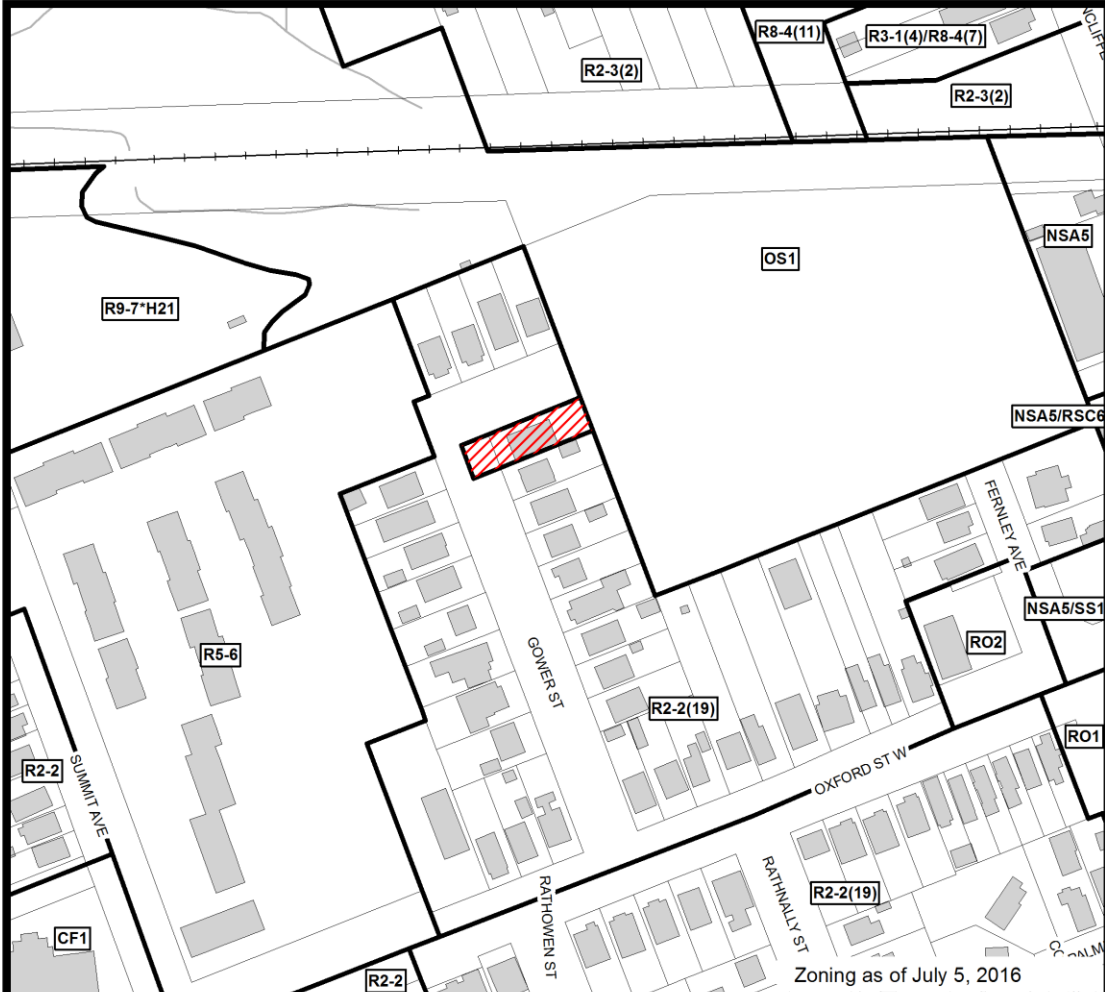 R8-4(11)
R3-1(4)/R8-4(7)
R2-3(2)
R2-3(2)
NSA5
OS1
R9-7*H21
NSA5/RSC6
FERNLEY AVE
NSA5/SS1
RO2
R5-6
GOWER ST
R2-2(19)
RO1
R2-2
SUMMIT AVE
OXFORD ST W
RATHOWEN ST
RATHNALLY ST
R2-2(19)
CF1
R2-2
Zoning as of July 5, 2016